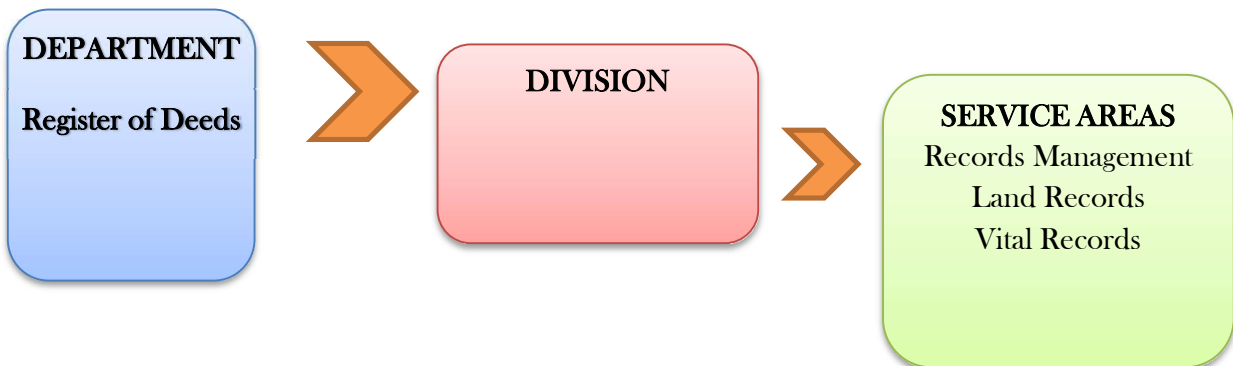 DEPARTMENT
Register of Deeds
DIVISION
SERVICE AREAS
Records Management
Land Records
Vital Records